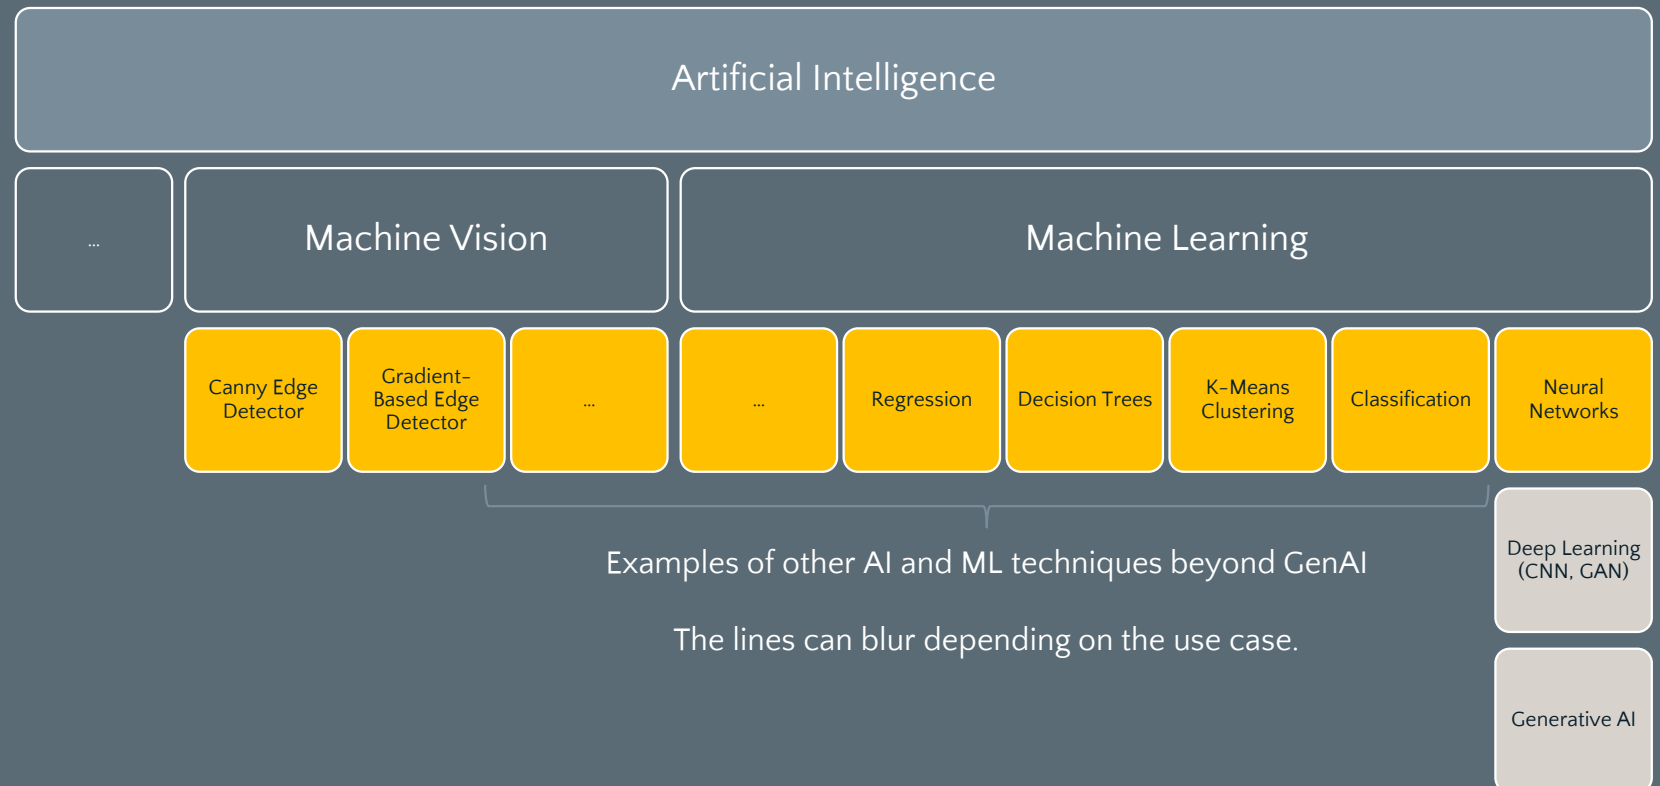 Artificial Intelligence
...
Machine Vision
Machine Learning
Canny Edge
Detector
Gradient-
Based Edge
Detector
...
...
Regression
Decision Trees
K-Means
Clustering
Classification
Neural
Networks
Examples of other AI and ML techniques beyond GenAI
The lines can blur depending on the use case.
Deep Learning
(CNN, GAN)
Generative AI